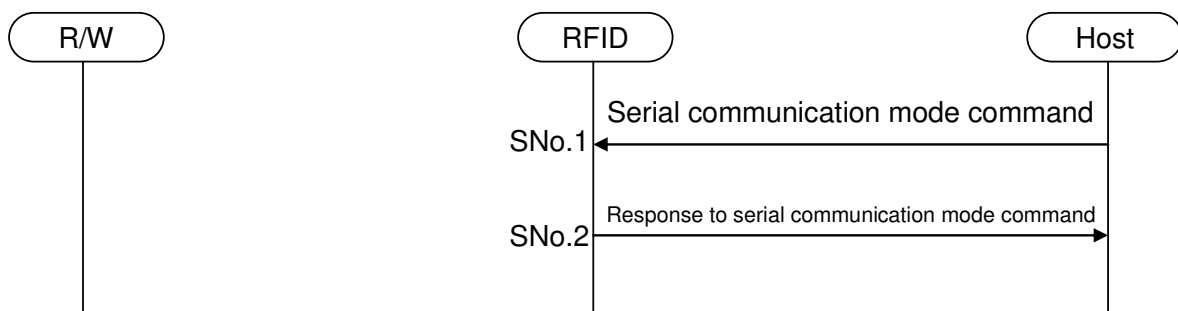 R/W
RFID
Host
Serial communication mode command
SNo.1
Response to serial communication mode command
SNo.2